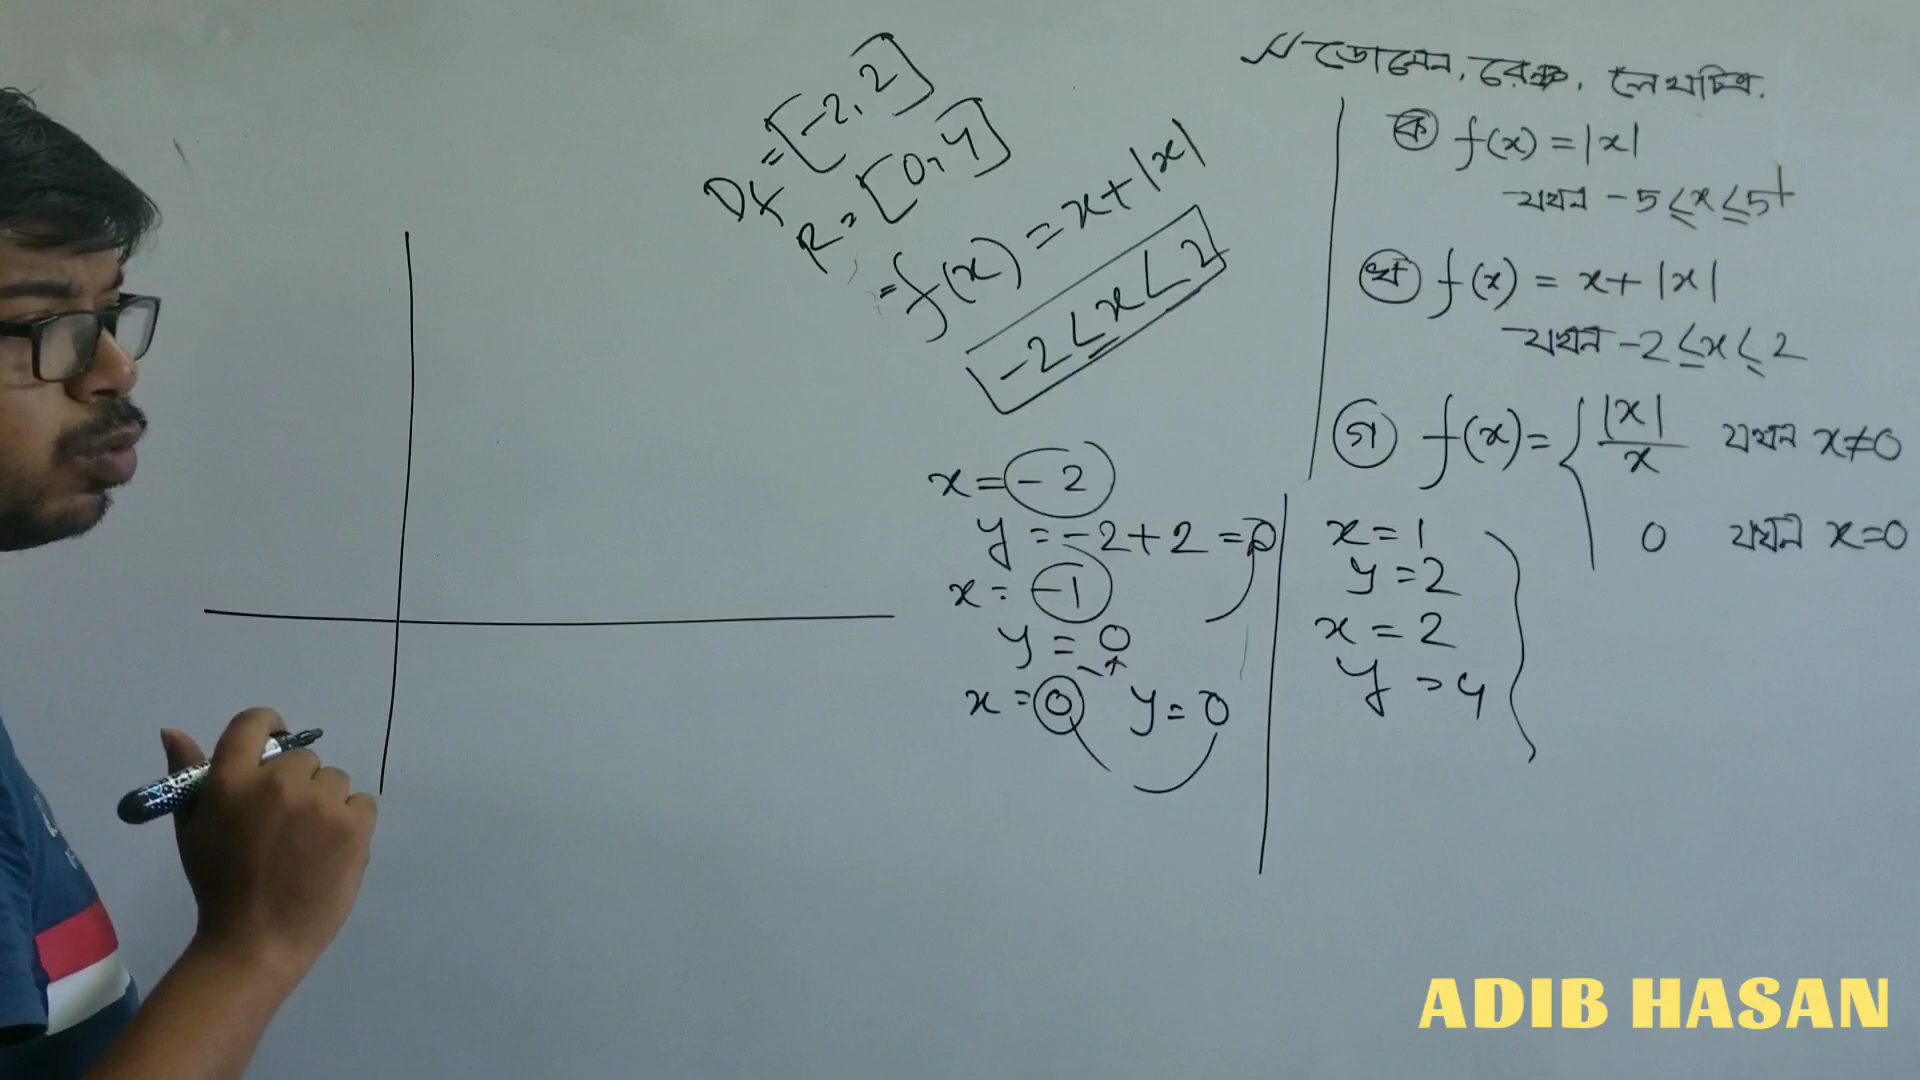 ডোমেন, রেঞ্জ, লেখচিত্র.
ক f(x) = |x|
যখন -5 ≤ x ≤ 5
খ f(x) = x + |x|
যখন -2 ≤ x ≤ 2
গ f(x) = { |x| / x যখন x ≠ 0
0 যখন x = 0
Df = [-2, 2]
R = [0, 4]
= f(x) = x + |x|
-2 ≤ x ≤ 2
x = -2
y = -2 + 2 = 0
x = -1
y = 0
x = 0 y = 0
x = 1
y = 2
x = 2
y = 4
ADIB HASAN